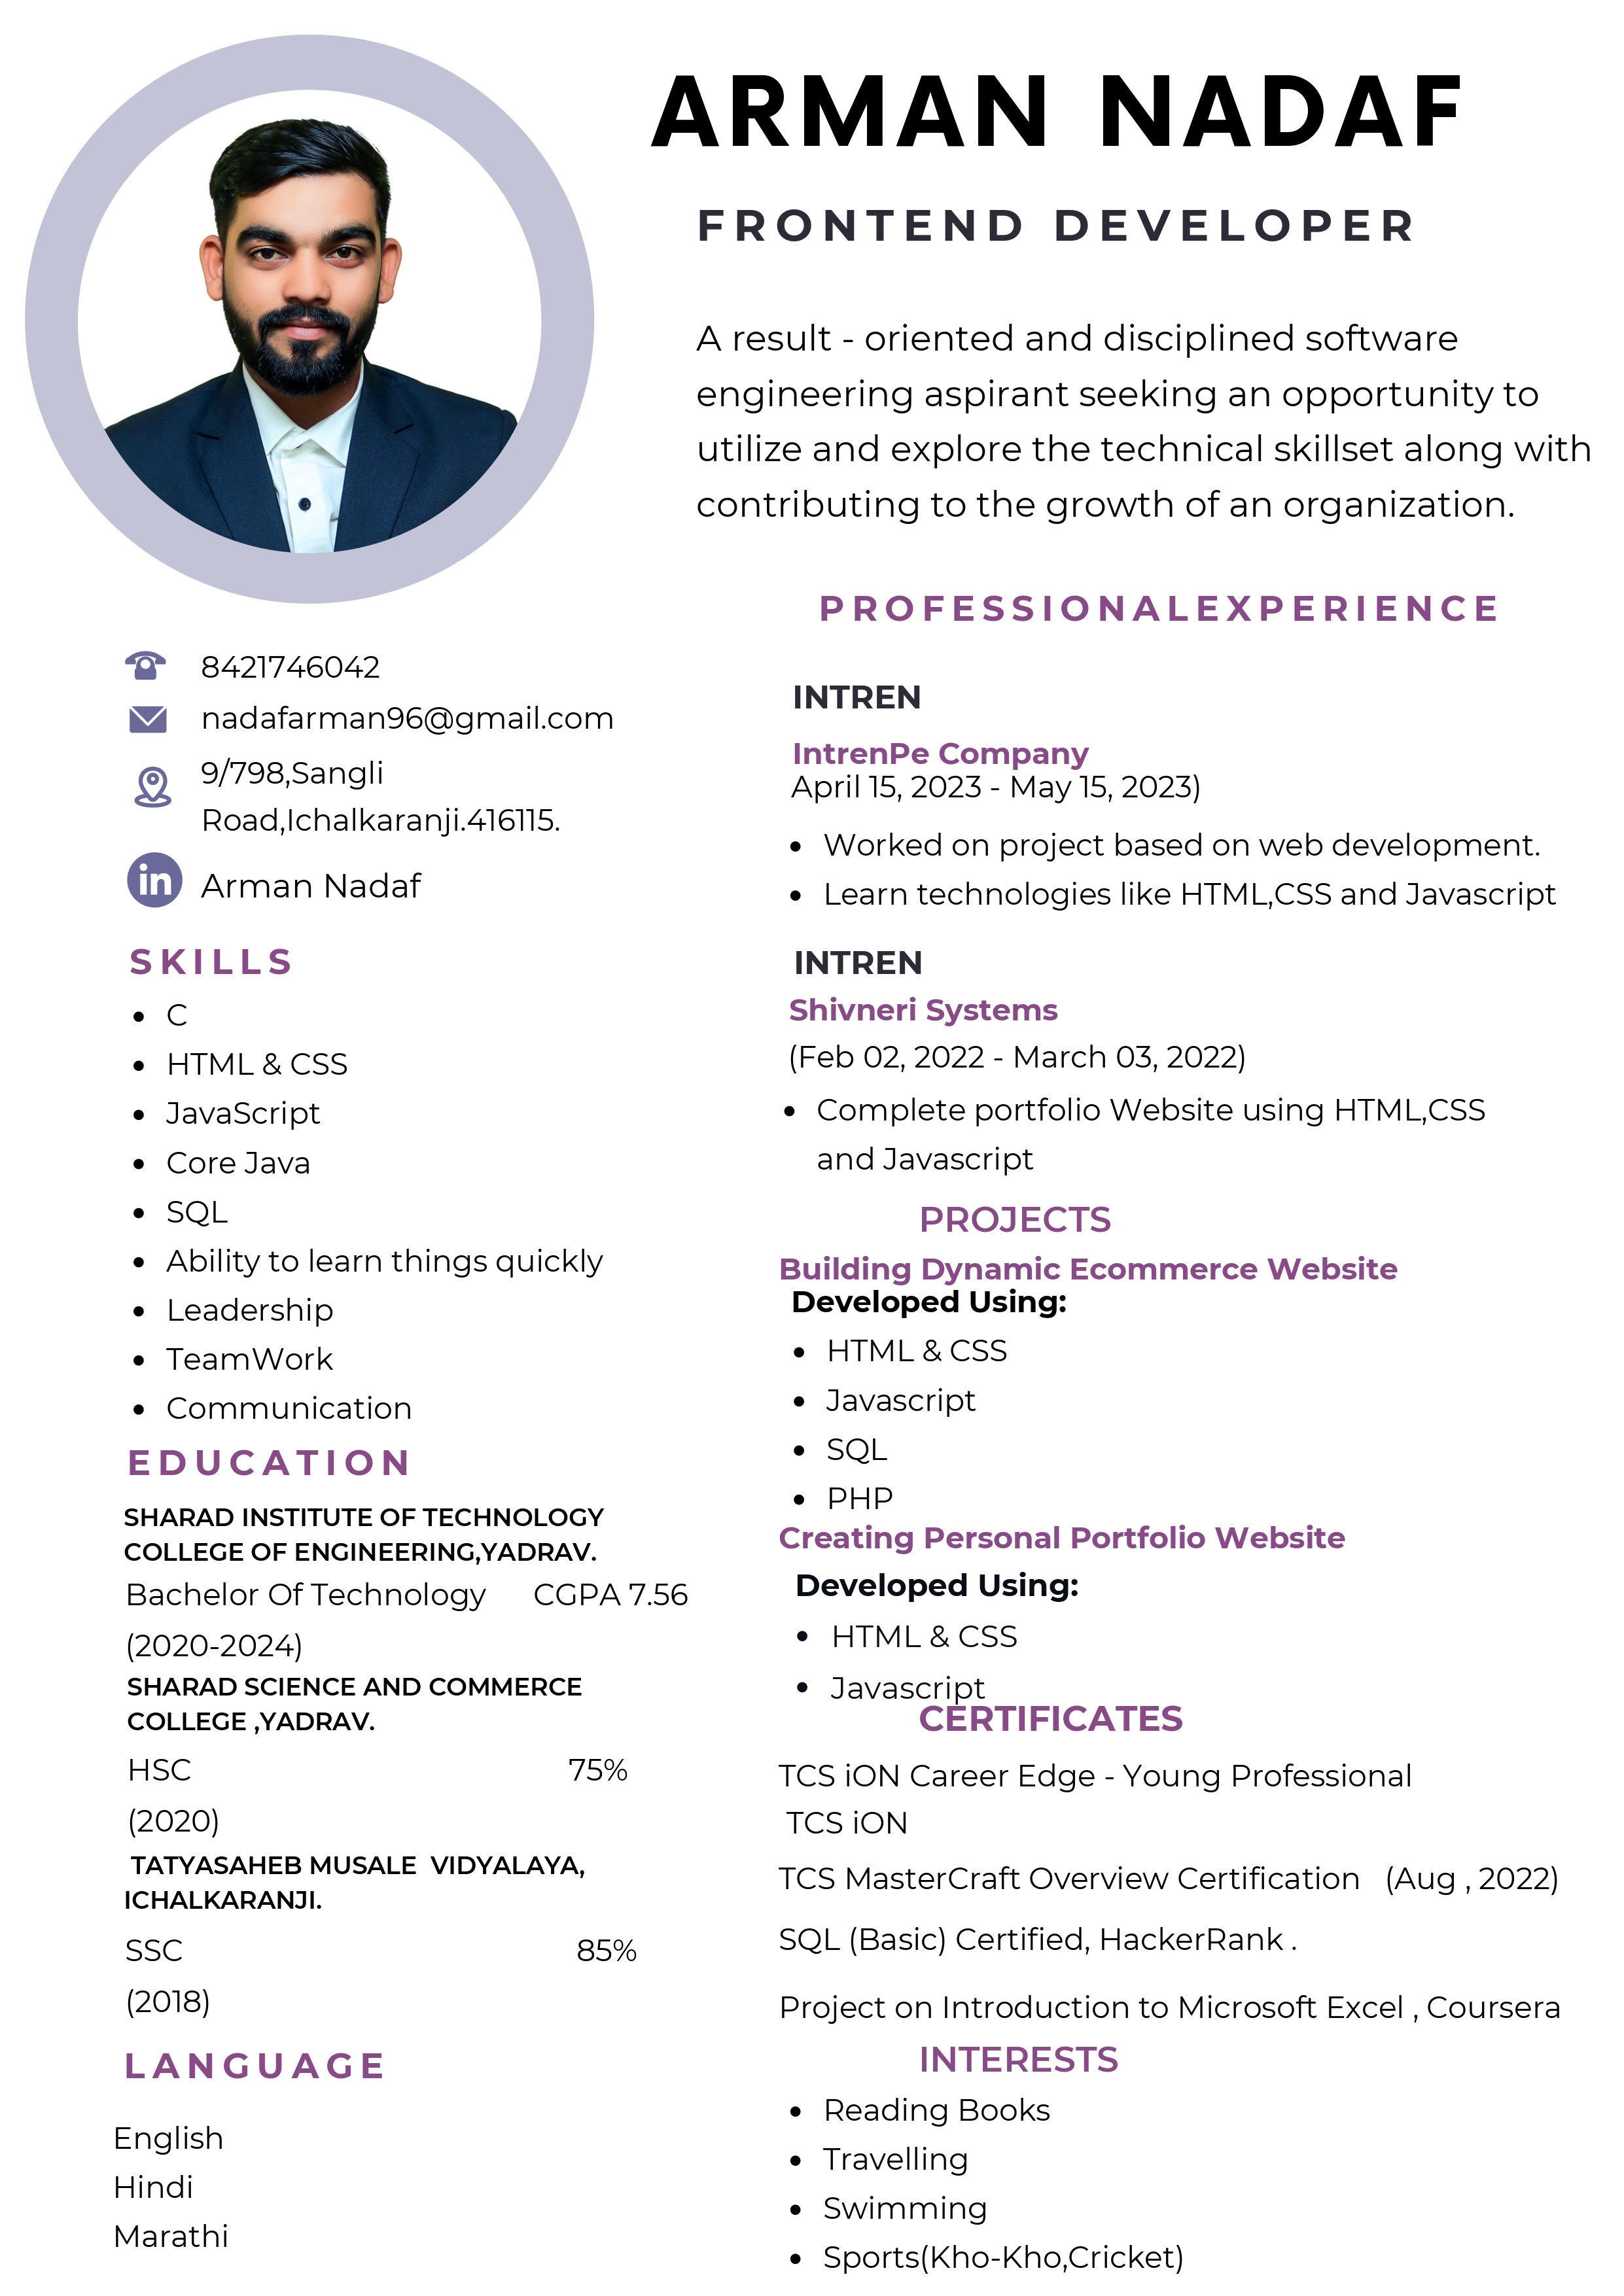 ARMAN NADAF
FRONTEND DEVELOPER
A result - oriented and disciplined software
engineering aspirant seeking an opportunity to
utilize and explore the technical skillset along with
contributing to the growth of an organization.
8421746042
nadafarman96@gmail.com
9/798,Sangli
Road,Ichalkaranji.416115.
in Arman Nadaf
SKILLS
• C
• HTML & CSS
• JavaScript
• Core Java
• SQL
• Ability to learn things quickly
• Leadership
• TeamWork
• Communication
EDUCATION
SHARAD INSTITUTE OF TECHNOLOGY
COLLEGE OF ENGINEERING,YADRAV.
Bachelor Of Technology CGPA 7.56
(2020-2024)
SHARAD SCIENCE AND COMMERCE
COLLEGE ,YADRAV.
HSC 75%
(2020)
TATYASAHEB MUSALE VIDYALAYA,
ICHALKARANJI.
SSC 85%
(2018)
LANGUAGE
English
Hindi
Marathi
PROFESSIONALEXPERIENCE
INTREN
IntrenPe Company
April 15, 2023 - May 15, 2023)
• Worked on project based on web development.
• Learn technologies like HTML,CSS and Javascript
INTREN
Shivneri Systems
(Feb 02, 2022 - March 03, 2022)
• Complete portfolio Website using HTML,CSS
and Javascript
PROJECTS
Building Dynamic Ecommerce Website
Developed Using:
• HTML & CSS
• Javascript
• SQL
• PHP
Creating Personal Portfolio Website
Developed Using:
• HTML & CSS
• Javascript
CERTIFICATES
TCS iON Career Edge - Young Professional
TCS iON
TCS MasterCraft Overview Certification (Aug , 2022)
SQL (Basic) Certified, HackerRank .
Project on Introduction to Microsoft Excel , Coursera
INTERESTS
• Reading Books
• Travelling
• Swimming
• Sports(Kho-Kho,Cricket)